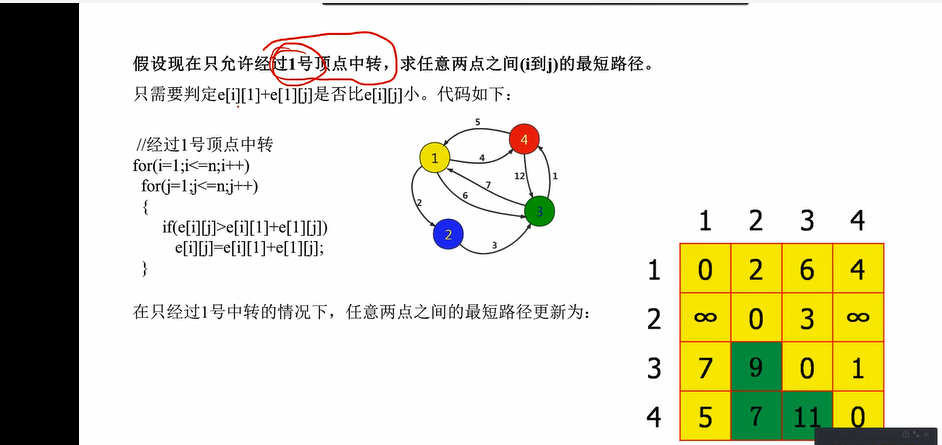 假设现在只允许经过1号顶点中转，求任意两点之间(i到j)的最短路径。
只需要判定e[i][1]+e[1][j]是否比e[i][j]小。代码如下：
//经过1号顶点中转
for(i=1;i<=n;i++)
for(j=1;j<=n;j++)
{
if(e[i][j]>e[i][1]+e[1][j])
e[i][j]=e[i][1]+e[1][j];
}
5
4
1
4
12
1
7
6
2
3
2
3
在只经过1号中转的情况下，任意两点之间的最短路径更新为：
1 2 3 4
1 0 2 6 4
2 ∞ 0 3 ∞
3 7 9 0 1
4 5 7 11 0